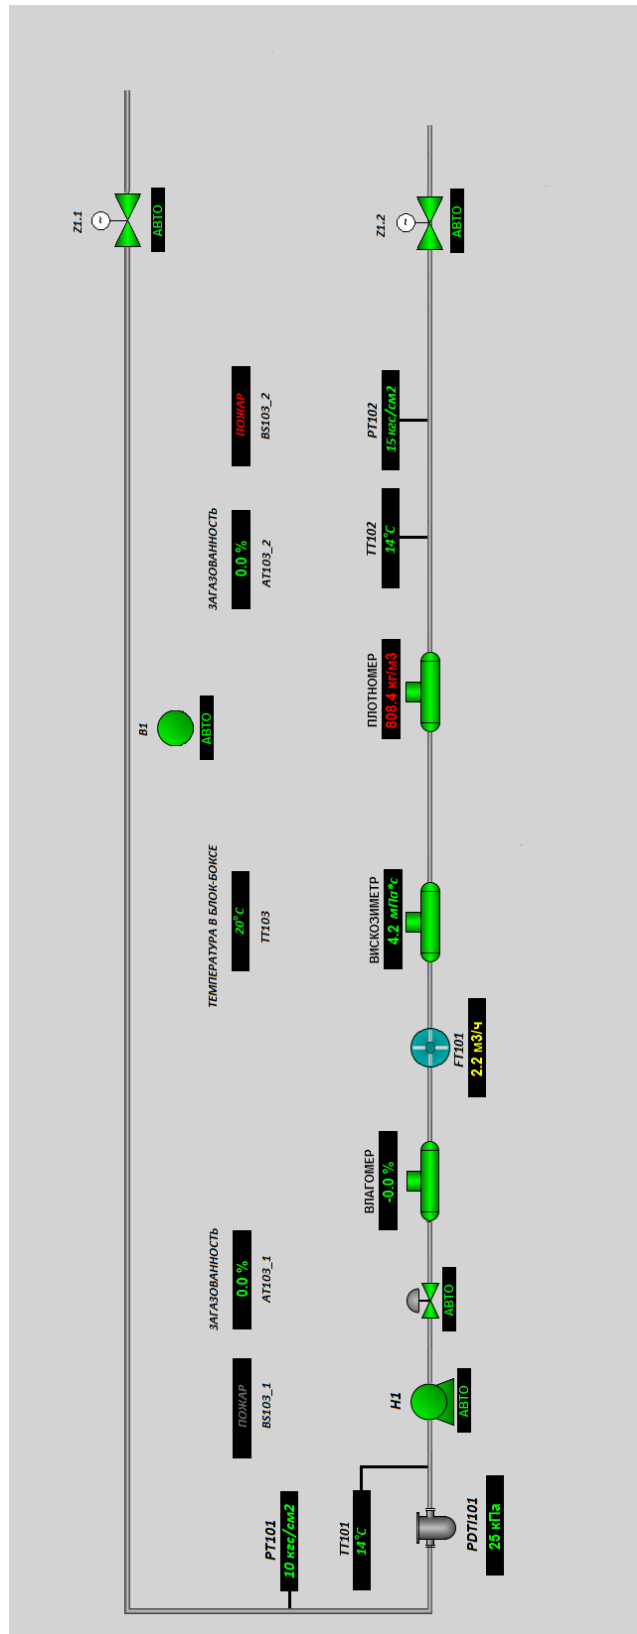 Z1.1
АВТО
Z1.2
АВТО
ПОЖАР
BS103_2
PT102
15 кгс/см2
ЗАГАЗОВАННОСТЬ
0.0 %
AT103_2
TT102
14°C
ПЛОТНОМЕР
808.4 кг/м3
B1
АВТО
ТЕМПЕРАТУРА В БЛОК-БОКСЕ
20°C
TT103
ВИСКОЗИМЕТР
4.2 мПа*с
FT101
2.2 м3/ч
ВЛАГОМЕР
-0.0 %
ЗАГАЗОВАННОСТЬ
0.0 %
AT103_1
АВТО
ПОЖАР
BS103_1
H1
АВТО
PT101
10 кгс/см2
TT101
14°C
PDTI101
25 кПа